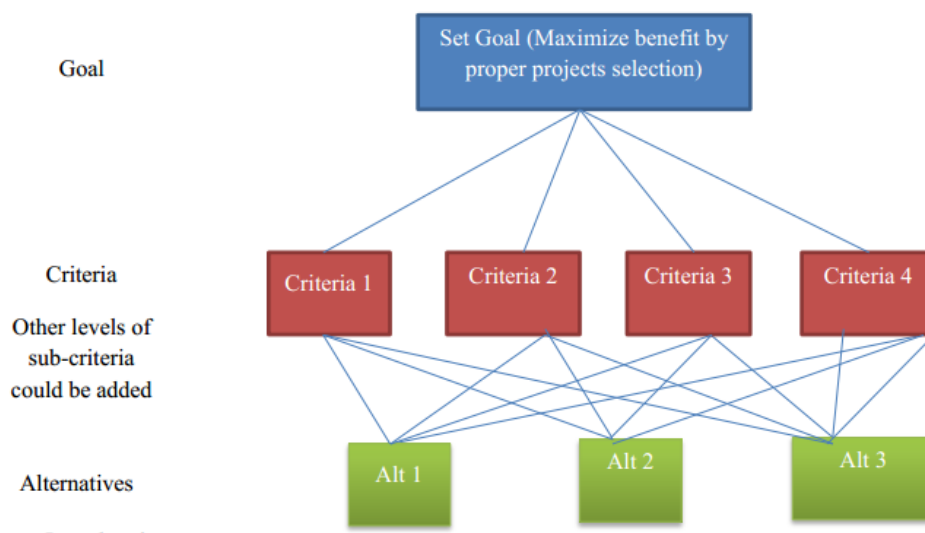 Goal
Set Goal (Maximize benefit by
proper projects selection)
Criteria
Criteria 1
Criteria 2
Criteria 3
Criteria 4
Other levels of
sub-criteria
could be added
Alternatives
Alt 1
Alt 2
Alt 3